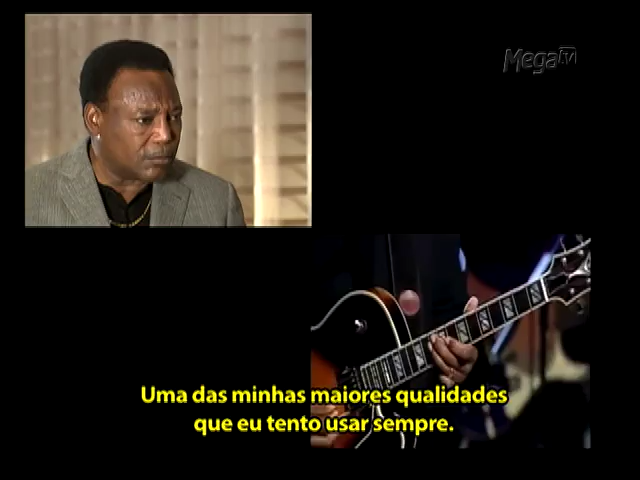 MegaTV
Uma das minhas maiores qualidades
que eu tento usar sempre.